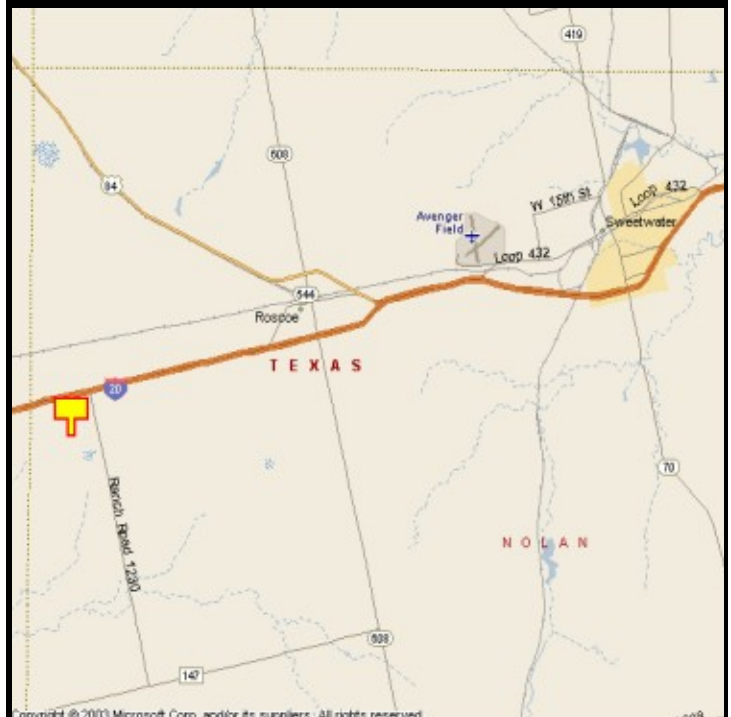 419
84
608
W 15th St
Loop 432
Avenger
Field
Sweetwater
Loop 432
544
Roscoe
TEXAS
20
70
Ranch Road 1230
NOLAN
608
147
Copyright © 2003 Microsoft Corp. and/or its suppliers. All rights reserved.